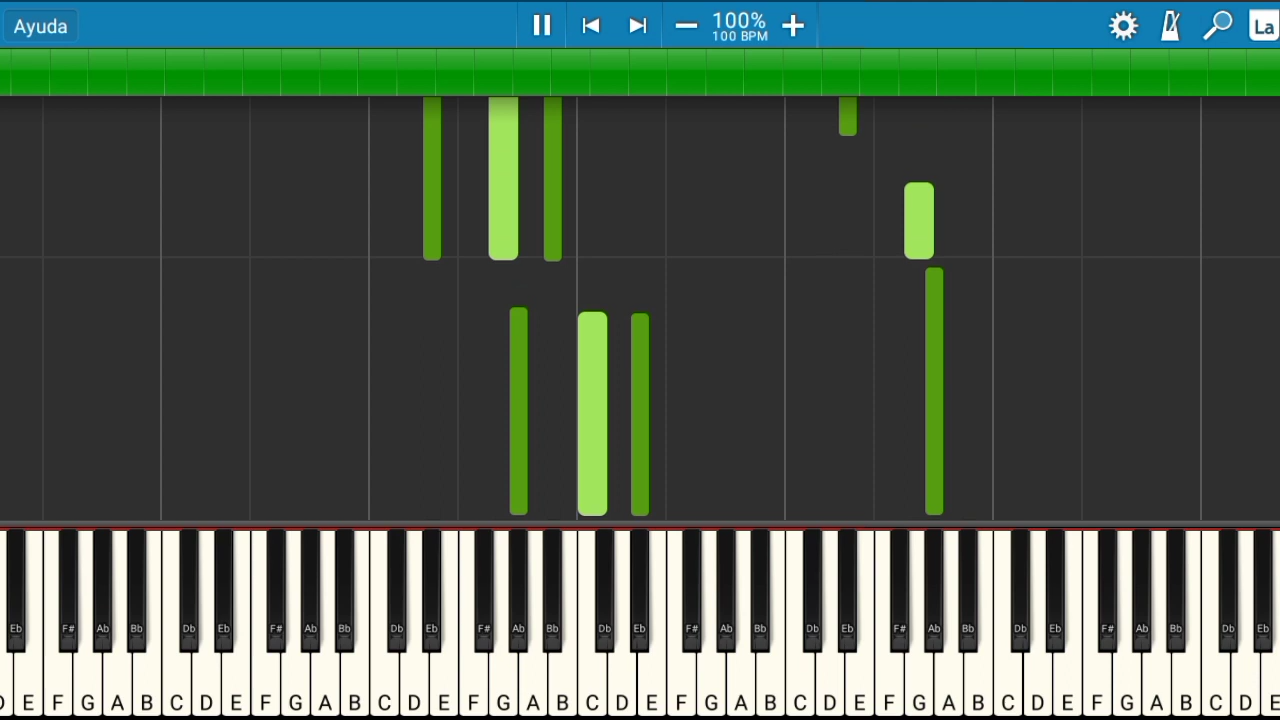 Ayuda
100%
100 BPM
La
Eb F# Ab Bb Db Eb F# Ab Bb Db Eb F# Ab Bb Db Eb F# Ab Bb Db Eb F# Ab Bb Db Eb F# Ab Bb Db Eb
D E F G A B C D E F G A B C D E F G A B C D E F G A B C D E F G A B C D E F G A B C D E